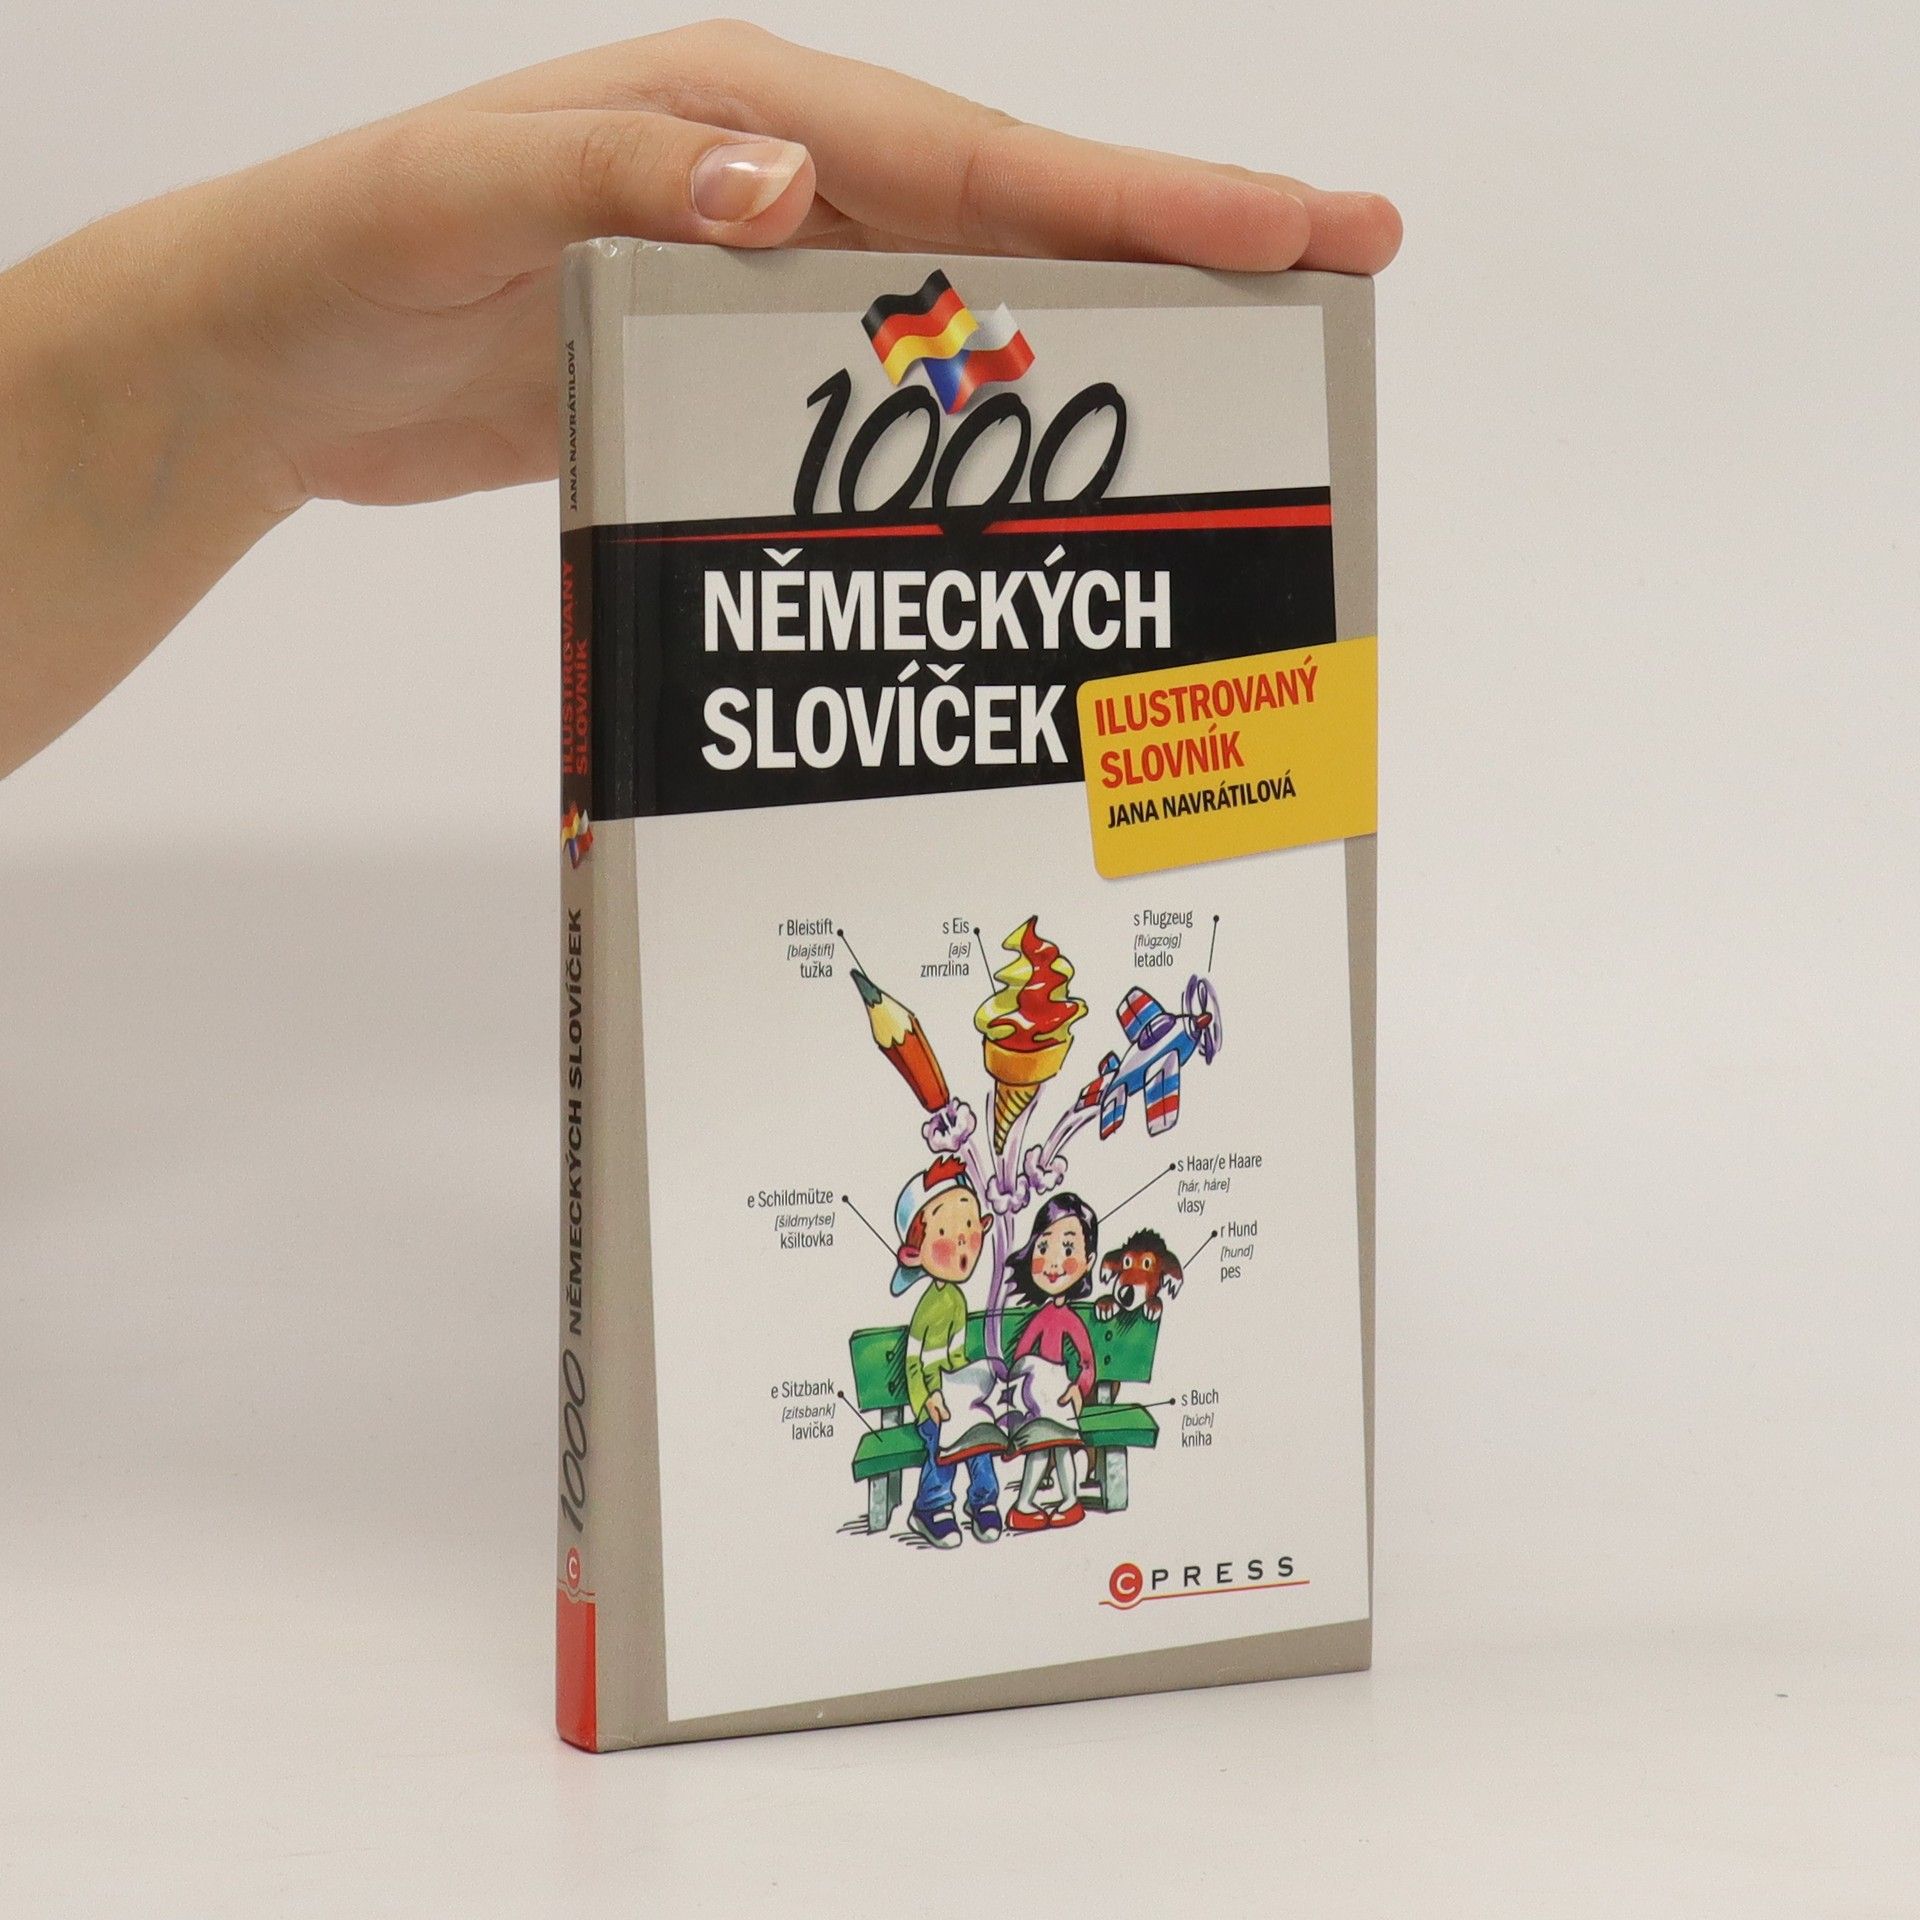 1000
NĚMECKÝCH
SLOVÍČEK
ILUSTROVANÝ
SLOVNÍK
JANA NAVRÁTILOVÁ
r Bleistift
[blajštift]
tužka
s Eis
[ajs]
zmrzlina
s Flugzeug
[flúgzojg]
letadlo
e Schildmütze
[šildmytse]
kšiltovka
s Haar/e Haare
[hár, háre]
vlasy
r Hund
[hund]
pes
e Sitzbank
[zitsbank]
lavička
s Buch
[búch]
kniha
C PRESS
JANA NAVRÁTILOVÁ
ILUSTROVANÝ
SLOVNÍK
1000 NĚMECKÝCH SLOVÍČEK
C